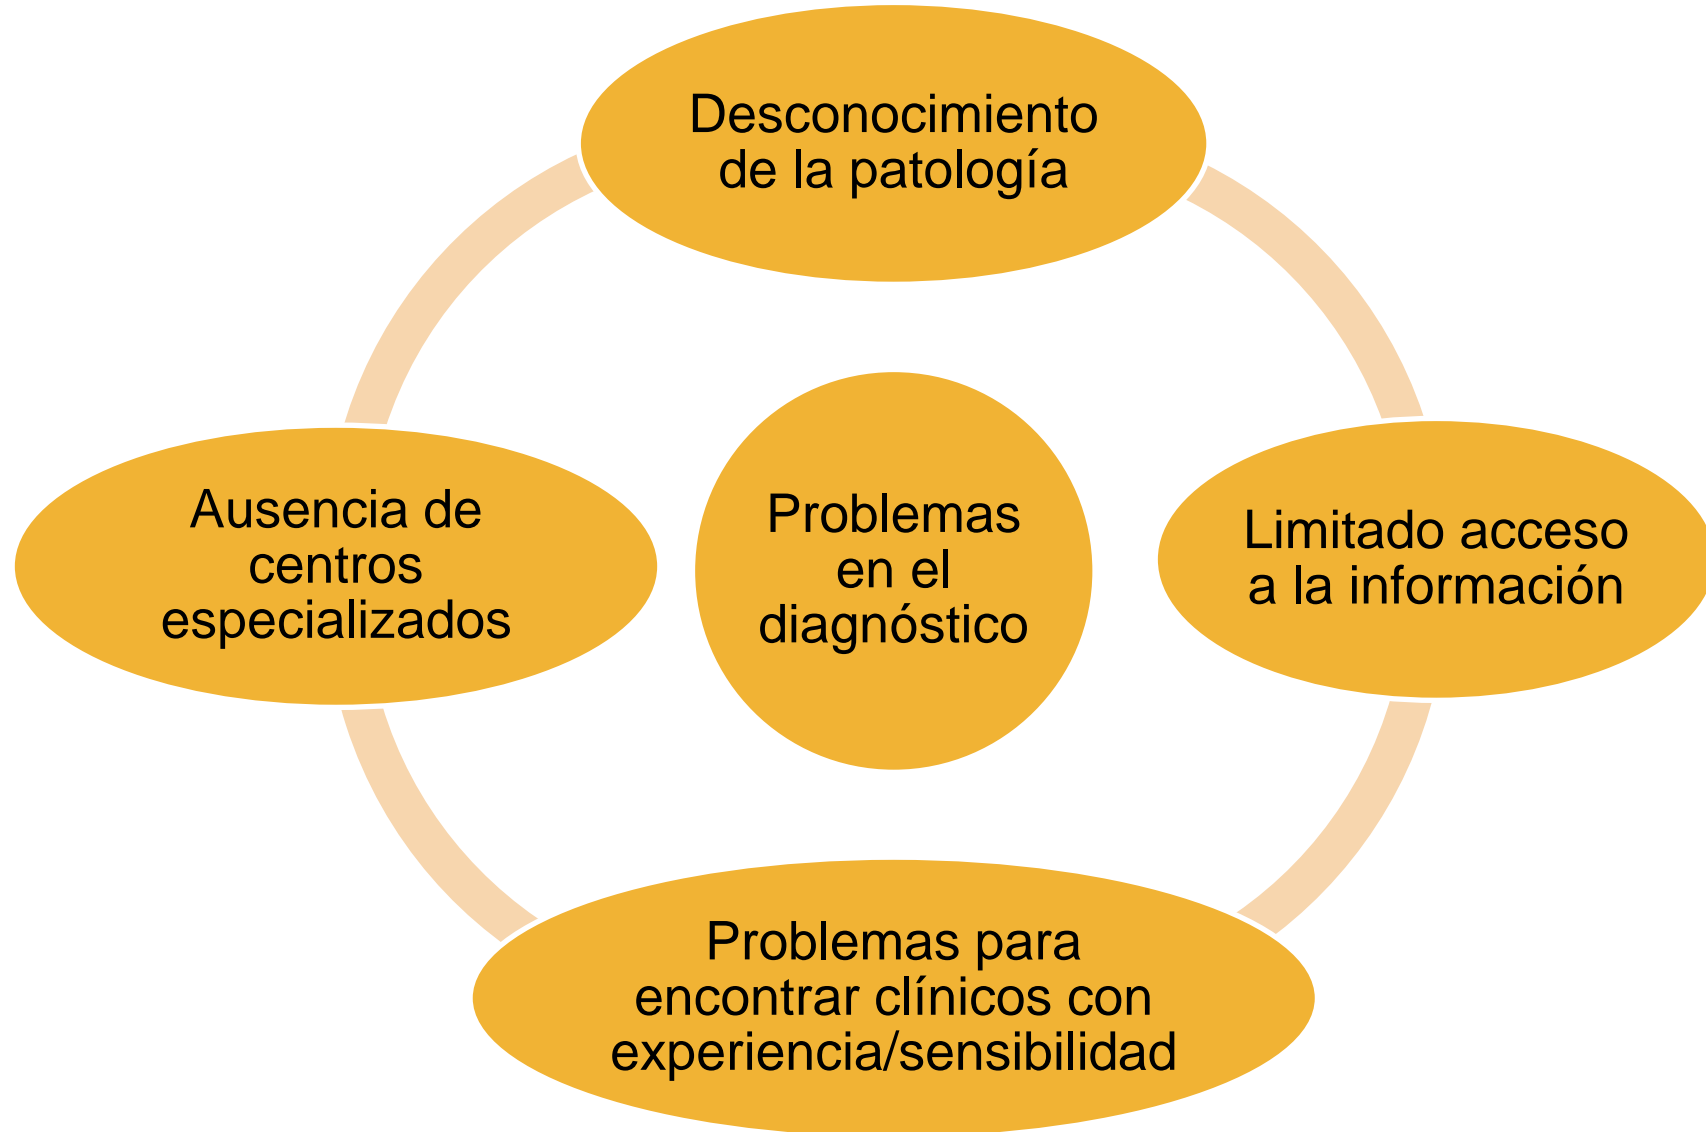 Desconocimiento
de la patología
Ausencia de
centros
especializados
Problemas
en el
diagnóstico
Limitado acceso
a la información
Problemas para
encontrar clínicos con
experiencia/sensibilidad